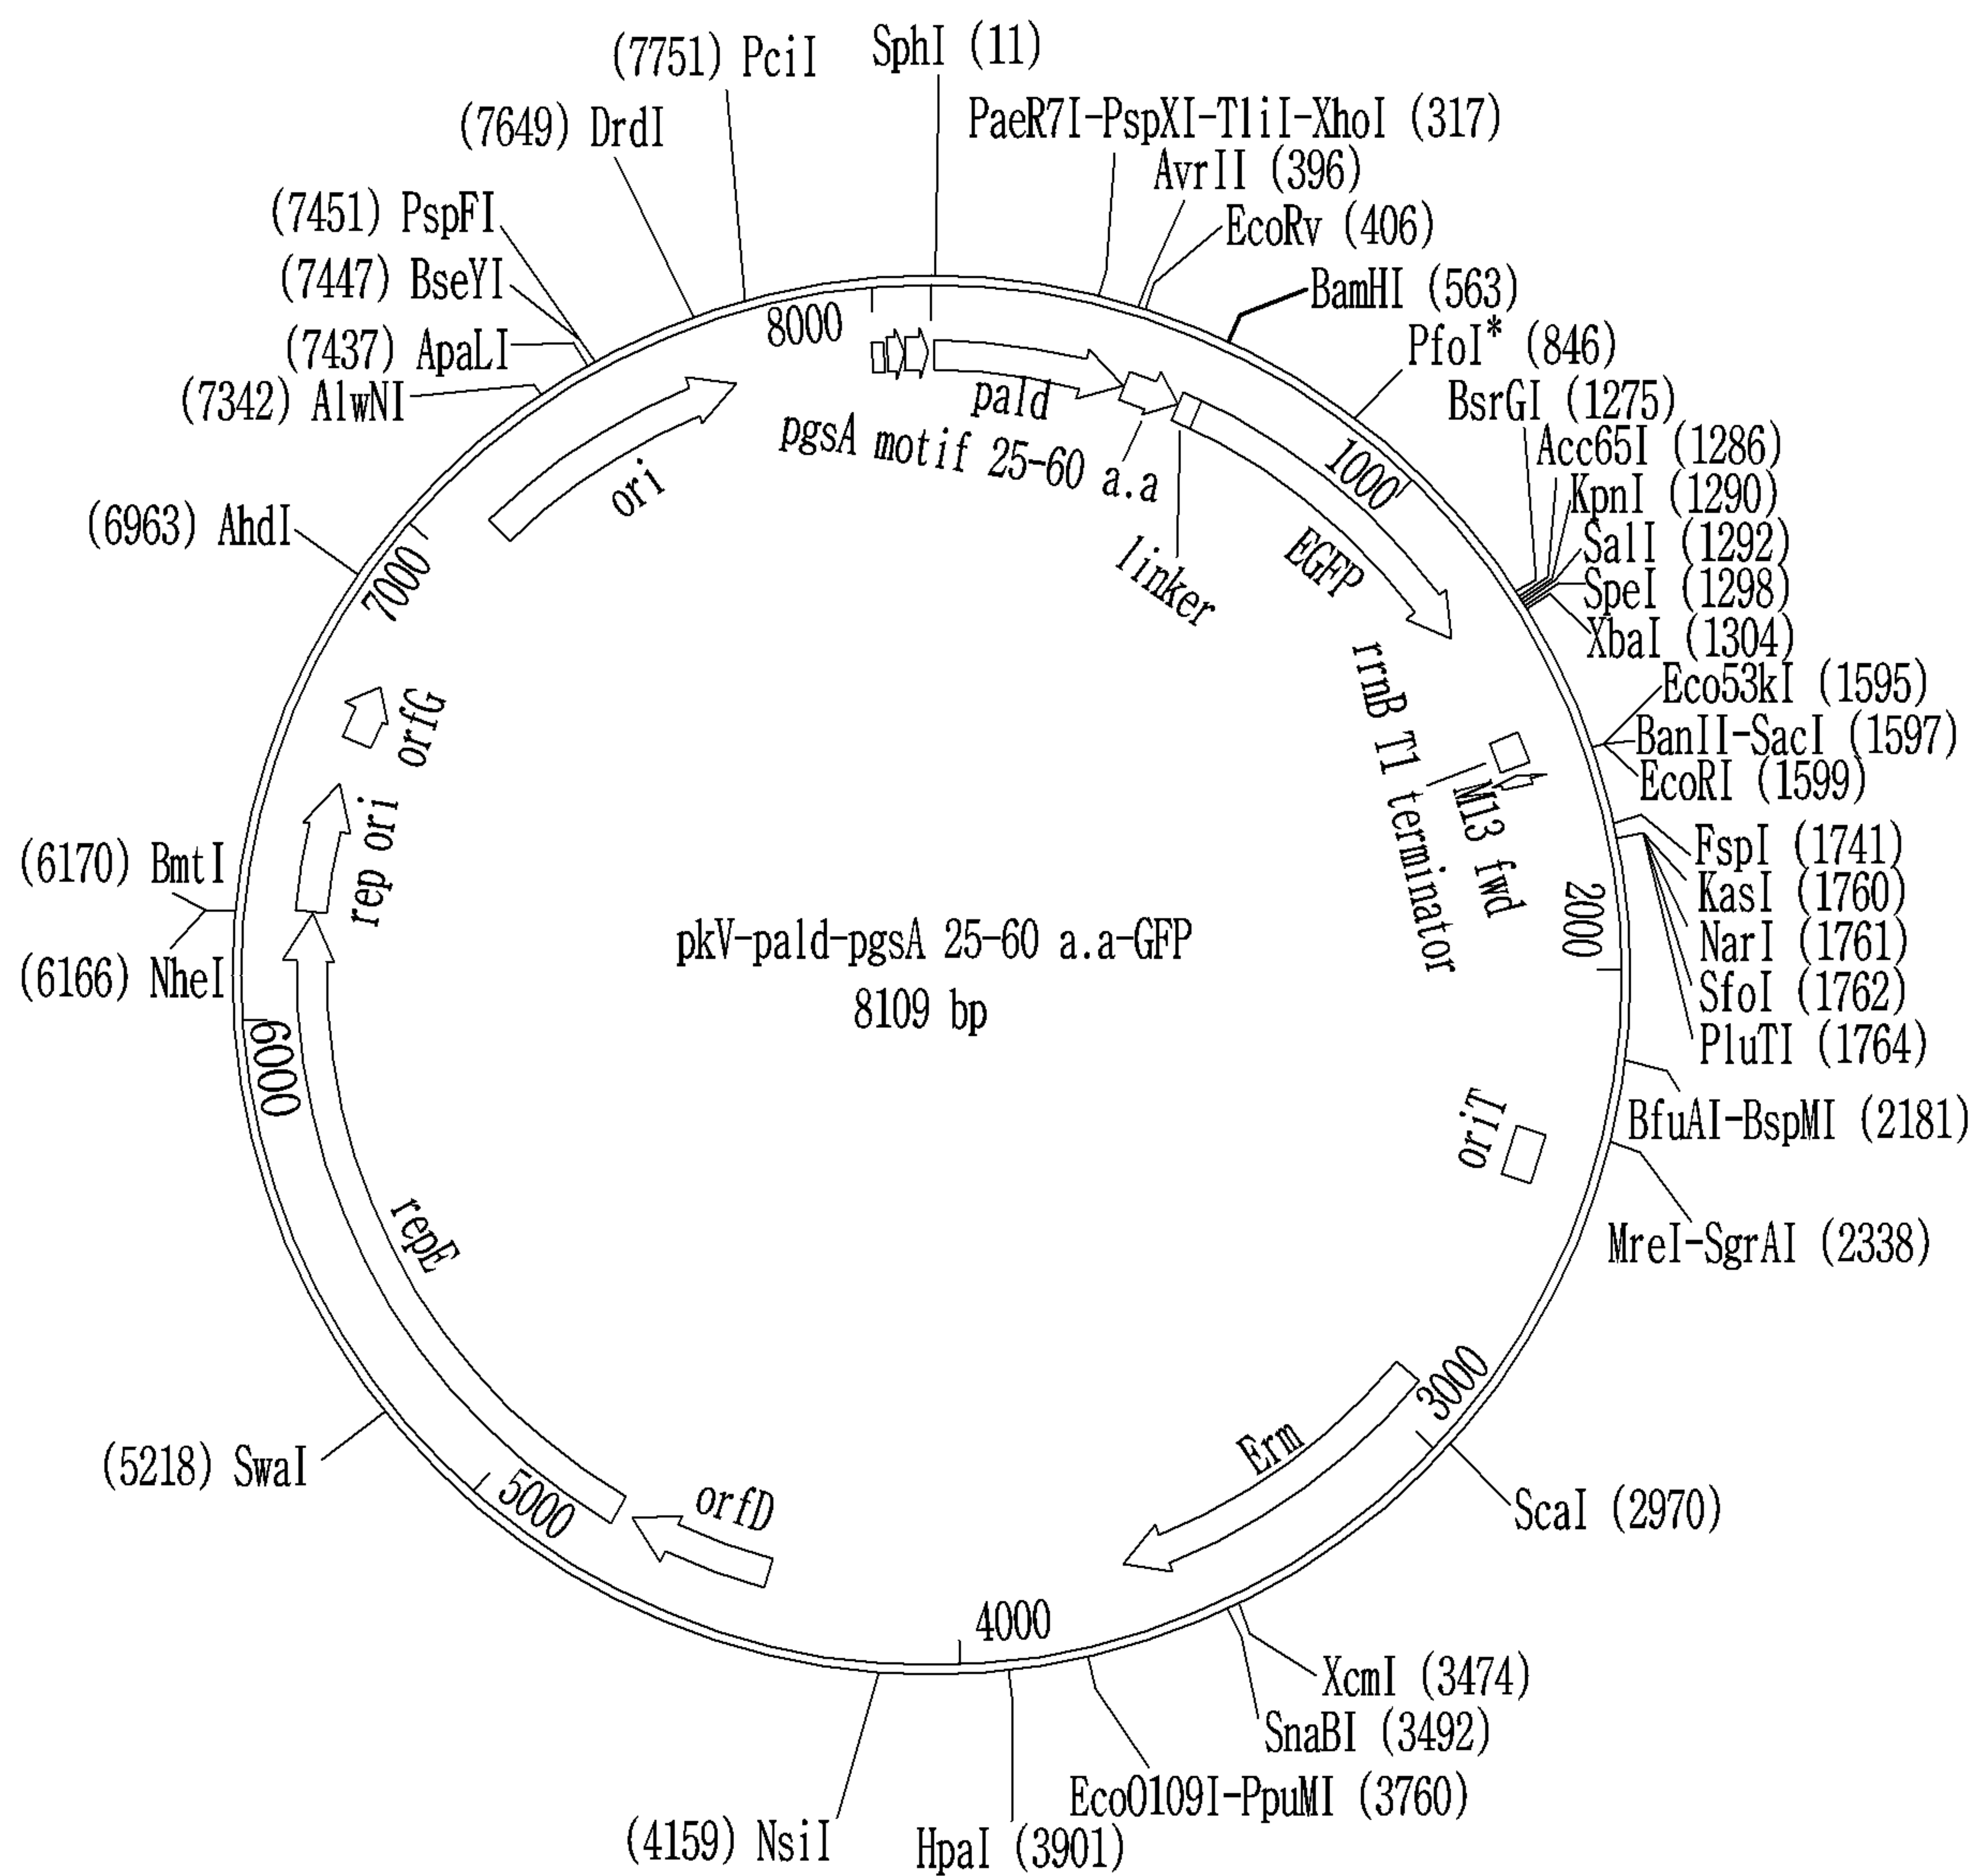 (7751) PciI
SphI (11)
(7649) DrdI
PaeR7I-PspXI-TliI-XhoI (317)
AvrII (396)
(7451) PspFI
EcoRv (406)
(7447) BseYI
BamHI (563)
(7437) ApaLI
PfoI* (846)
(7342) AlwNI
BsrGI (1275)
Acc65I (1286)
KpnI (1290)
(6963) AhdI
SalI (1292)
SpeI (1298)
XbaI (1304)
Eco53kI (1595)
BanII-SacI (1597)
EcoRI (1599)
FspI (1741)
KasI (1760)
NarI (1761)
SfoI (1762)
PluTI (1764)
BfuAI-BspMI (2181)
MreI-SgrAI (2338)
(6170) BmtI
(6166) NheI
(5218) SwaI
ScaI (2970)
XcmI (3474)
SnaBI (3492)
EcoO109I-PpuMI (3760)
HpaI (3901)
(4159) NsiI
8000
1000
2000
3000
4000
5000
6000
7000
pald
pgsA motif 25-60 a.a
linker
EGFP
rrnB T1 terminator
M13 fwd
oriT
Erm
orfD
repE
rep ori
orfG
ori
pkV-pald-pgsA 25-60 a.a-GFP
8109 bp